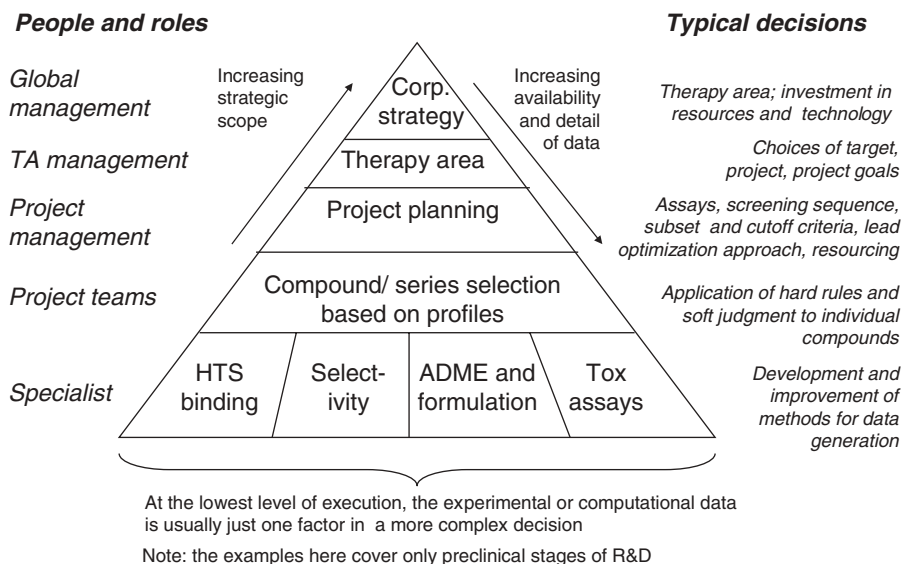 People and roles
Typical decisions
Global
management
Increasing
strategic
scope
Corp.
strategy
Increasing
availability
and detail
of data
Therapy area; investment in
resources and technology
TA management
Therapy area
Choices of target,
project, project goals
Project
management
Project planning
Assays, screening sequence,
subset and cutoff criteria, lead
optimization approach, resourcing
Project teams
Compound/ series selection
based on profiles
Application of hard rules and
soft judgment to individual
compounds
Specialist
HTS
binding
Select-
ivity
ADME and
formulation
Tox
assays
Development and
improvement of
methods for data
generation
At the lowest level of execution, the experimental or computational data
is usually just one factor in a more complex decision
Note: the examples here cover only preclinical stages of R&D